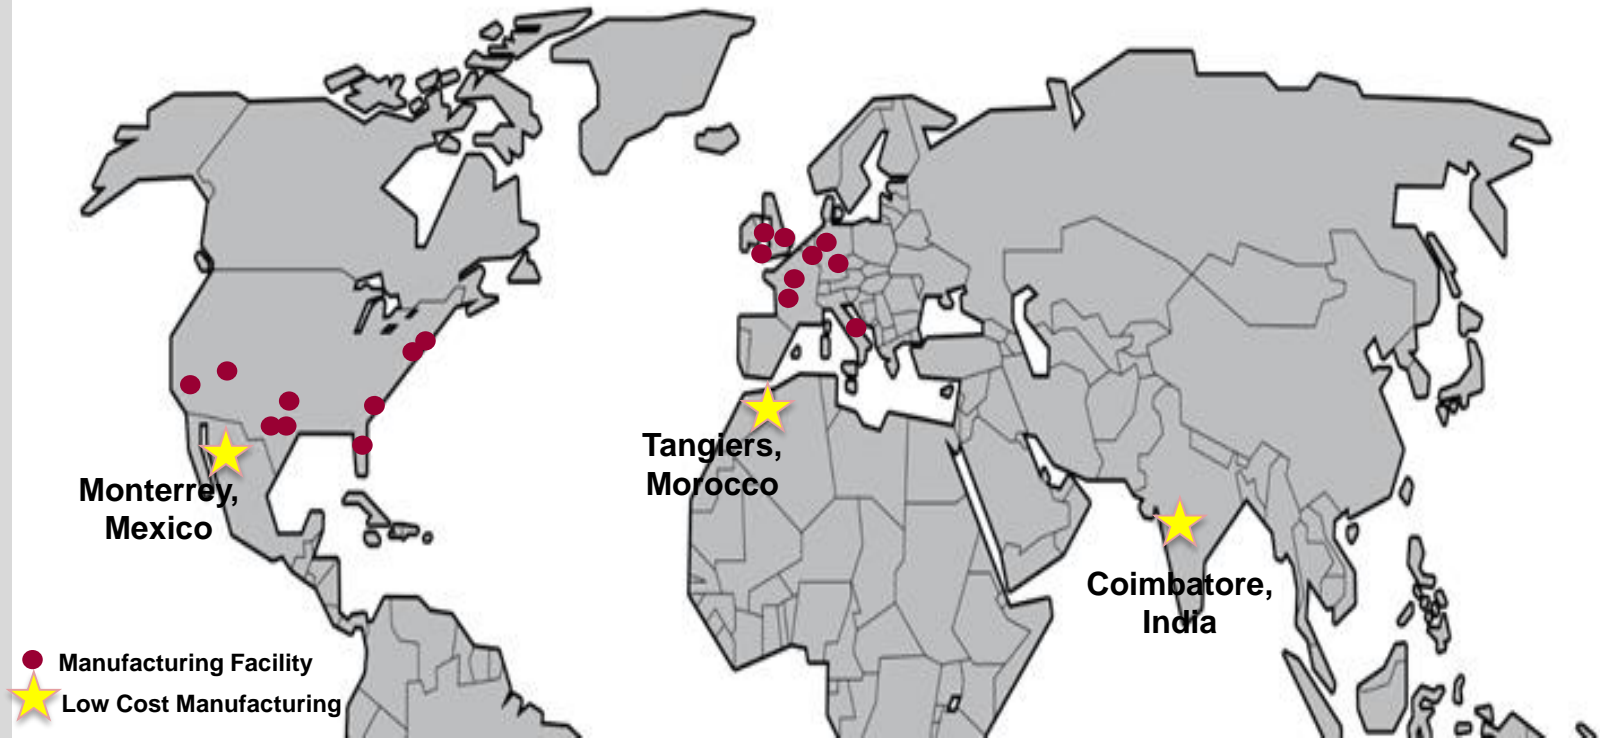 Tangiers,
Morocco
Monterrey,
Mexico
Coimbatore,
India
Manufacturing Facility
Low Cost Manufacturing